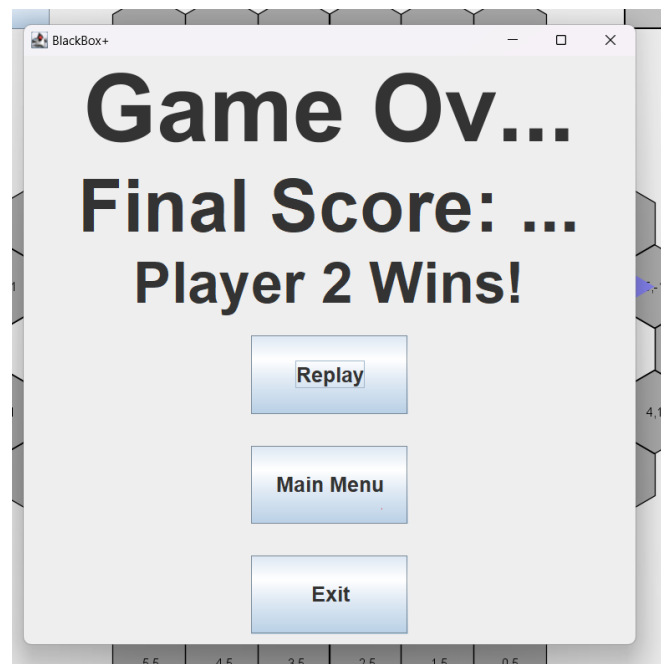 BlackBox+
Game Ov...
Final Score: ...
Player 2 Wins!
Replay
Main Menu
Exit
4,1
5,5 4,5 3,5 2,5 1,5 0,5